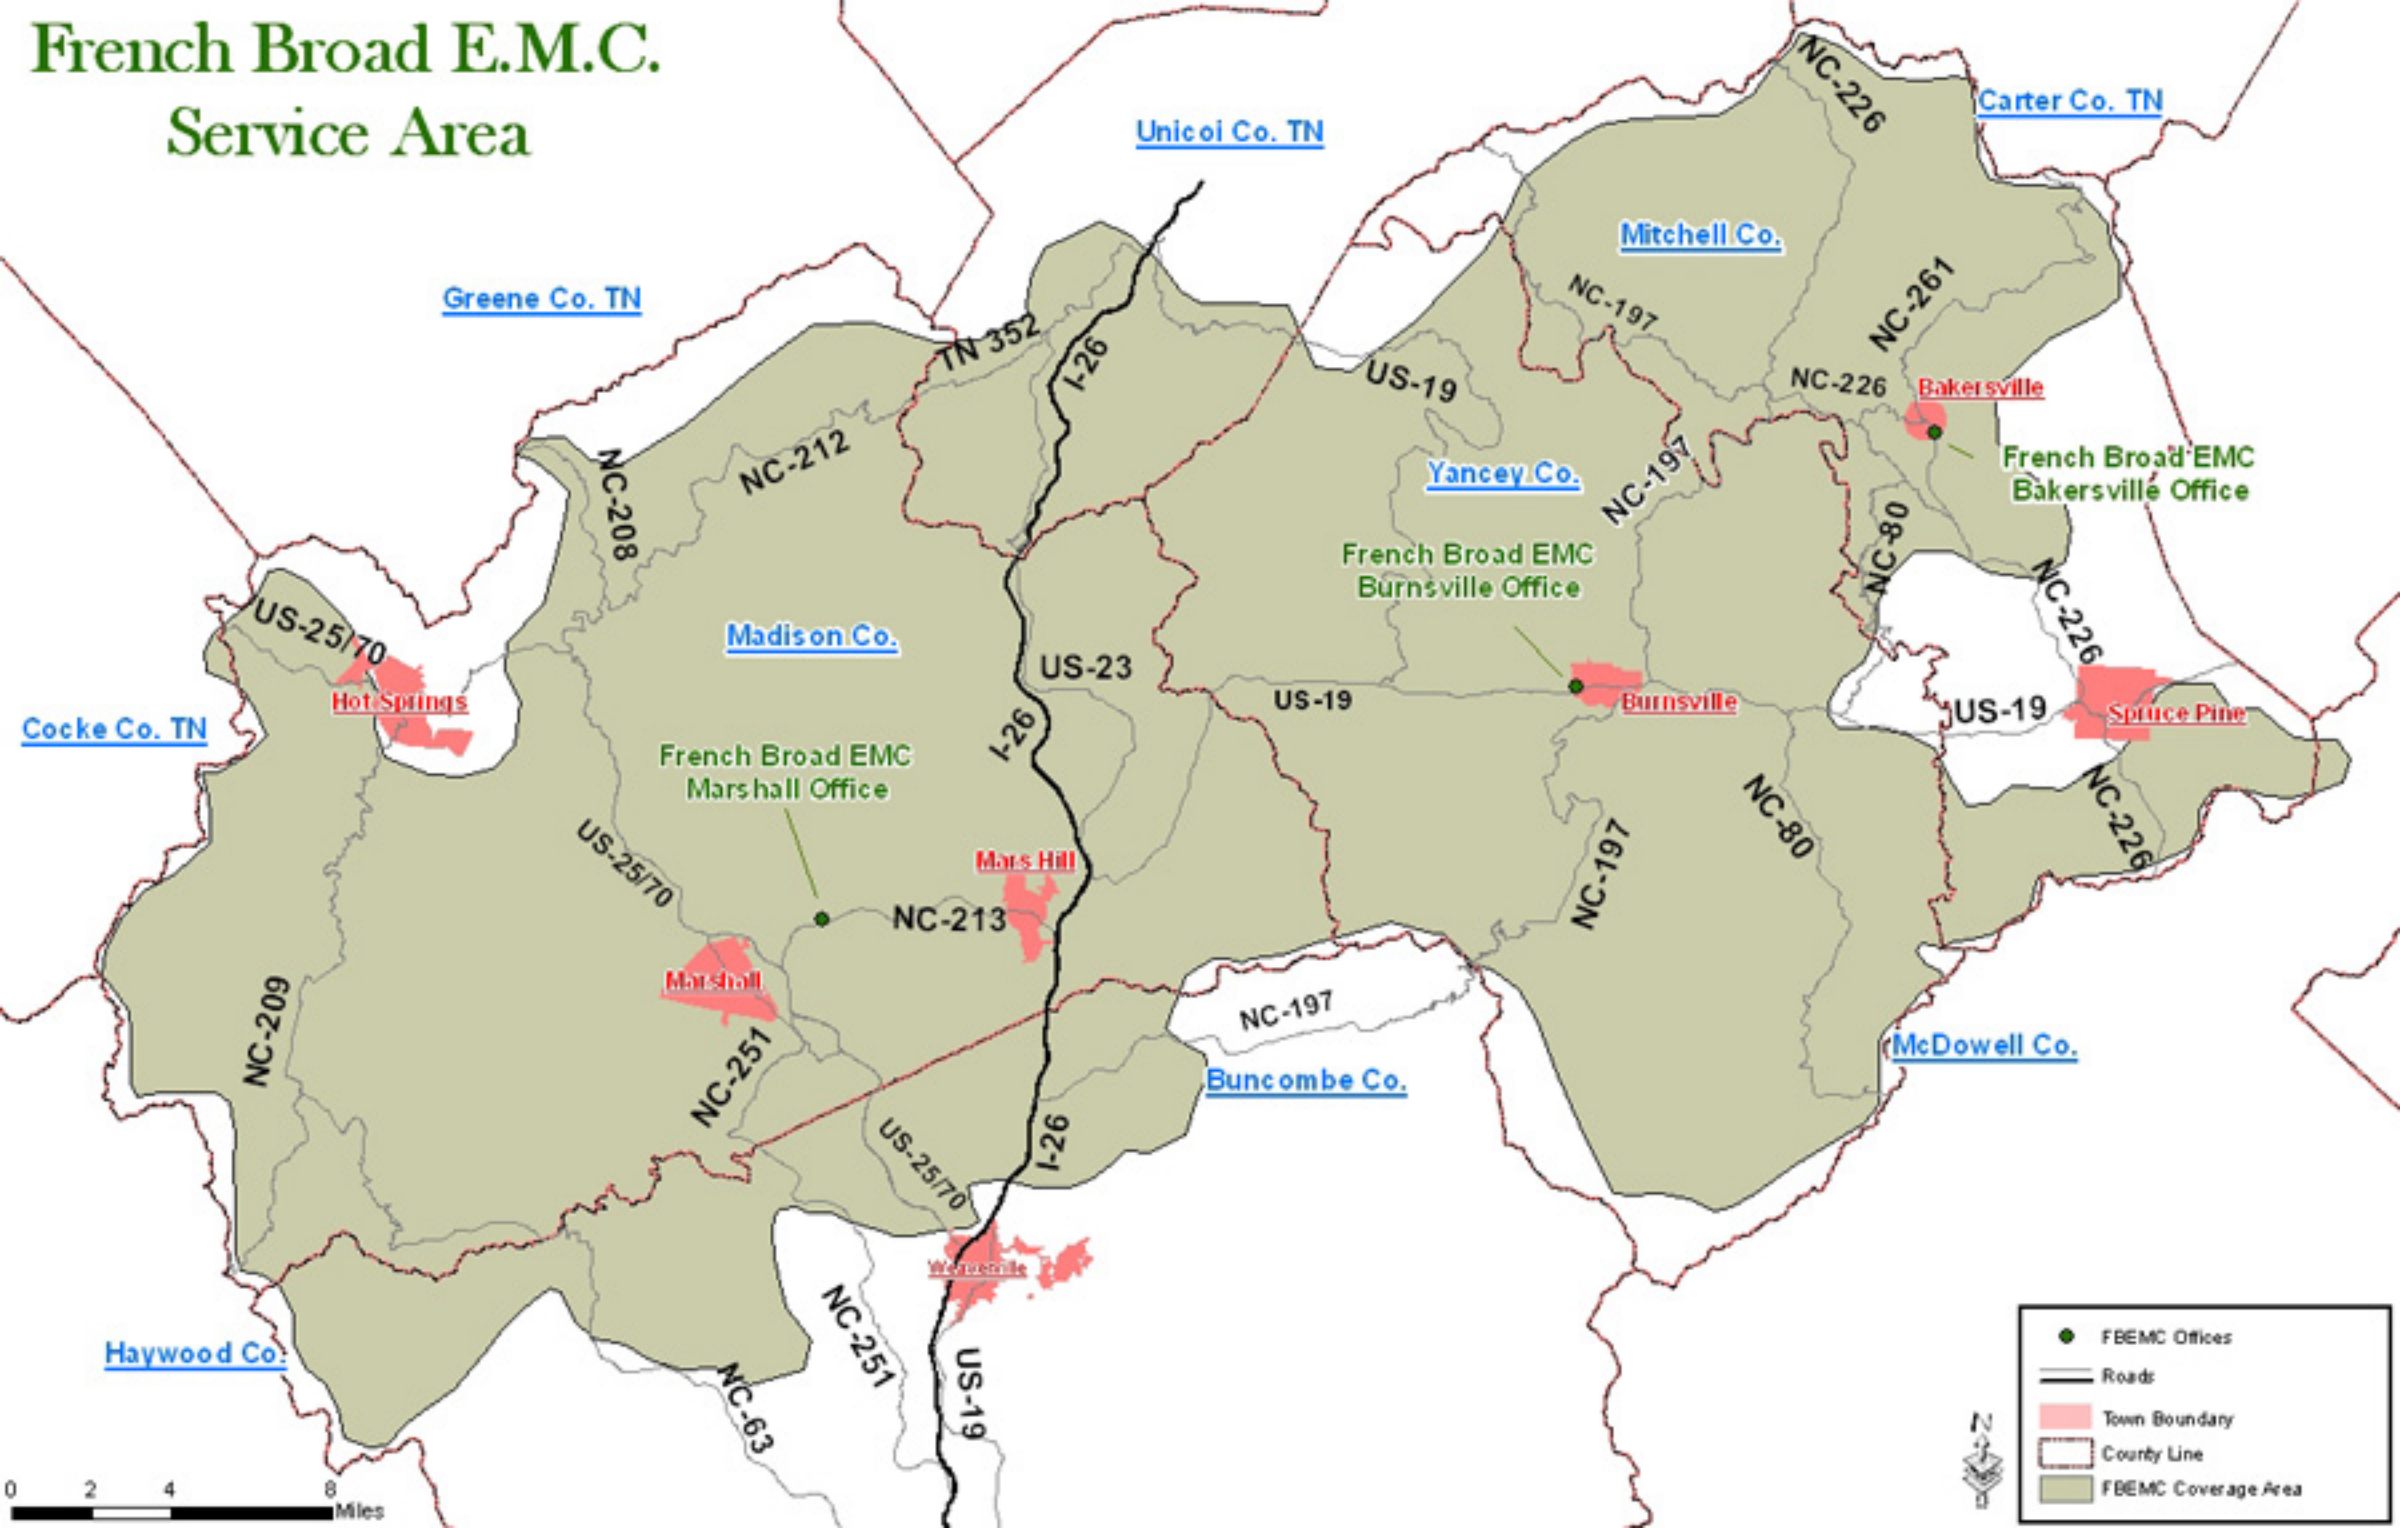 French Broad E.M.C.
Service Area
Unicoi Co. TN
Carter Co. TN
NC-226
Greene Co. TN
Mitchell Co.
NC-197
NC-261
TN 352
I-26
US-19
NC-226
Bakersville
French Broad EMC
Bakersville Office
NC-212
NC-208
Yancey Co.
NC-197
NC-80
French Broad EMC
Burnsville Office
NC-226
US-25/70
Hot Springs
Madison Co.
US-23
US-19
Burnsville
US-19
Spruce Pine
Cocke Co. TN
I-26
French Broad EMC
Marshall Office
NC-80
NC-226
US-25/70
Mars Hill
NC-197
NC-213
Marshall
NC-209
NC-251
NC-197
McDowell Co.
Buncombe Co.
I-26
US-25/70
Weaverville
NC-251
Haywood Co.
US-19
NC-63
FBEMC Offices
Roads
Town Boundary
County Line
FBEMC Coverage Area
N
0 2 4 8
Miles